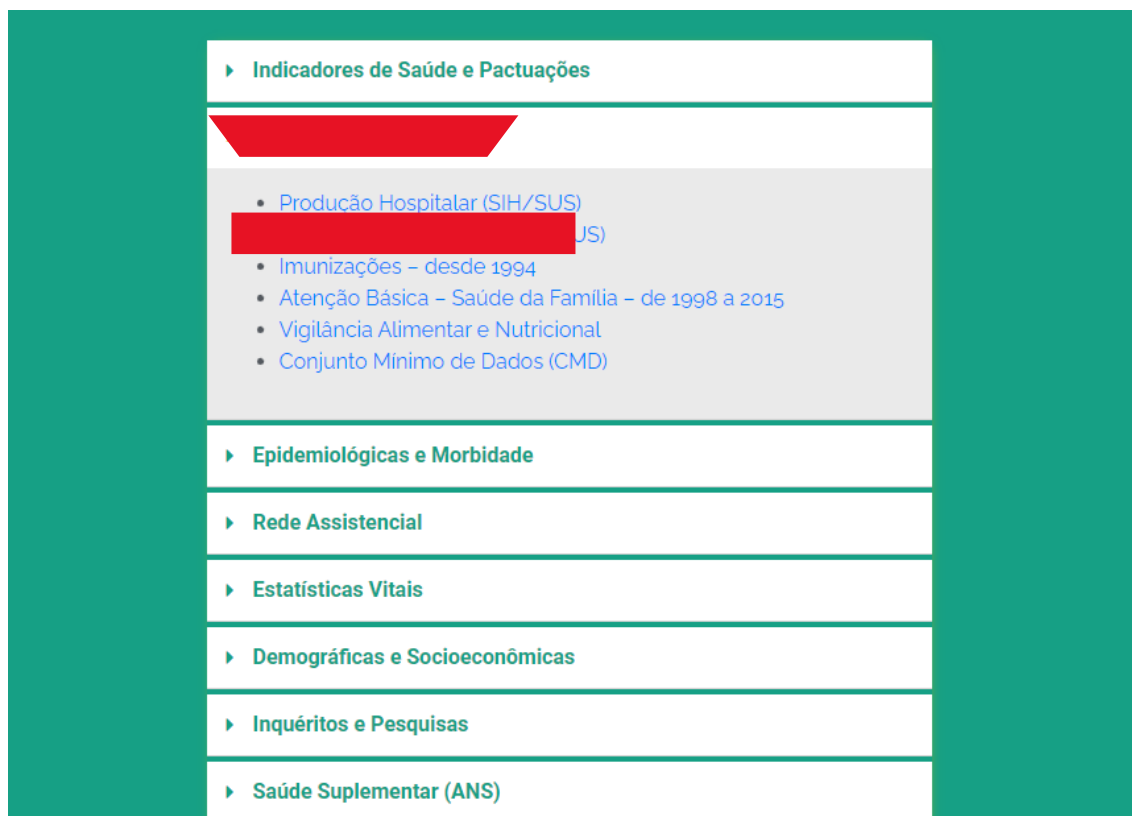 Indicadores de Saúde e Pactuações
Produção Hospitalar (SIH/SUS)
US)
Imunizações – desde 1994
Atenção Básica – Saúde da Família – de 1998 a 2015
Vigilância Alimentar e Nutricional
Conjunto Mínimo de Dados (CMD)
Epidemiológicas e Morbidade
Rede Assistencial
Estatísticas Vitais
Demográficas e Socioeconômicas
Inquéritos e Pesquisas
Saúde Suplementar (ANS)